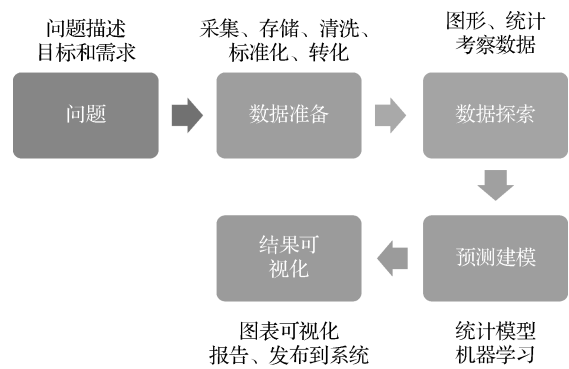 问题描述
目标和需求
采集、存储、清洗、
标准化、转化
图形、统计
考察数据
问题
数据准备
数据探索
结果可
视化
预测建模
图表可视化
报告、发布到系统
统计模型
机器学习